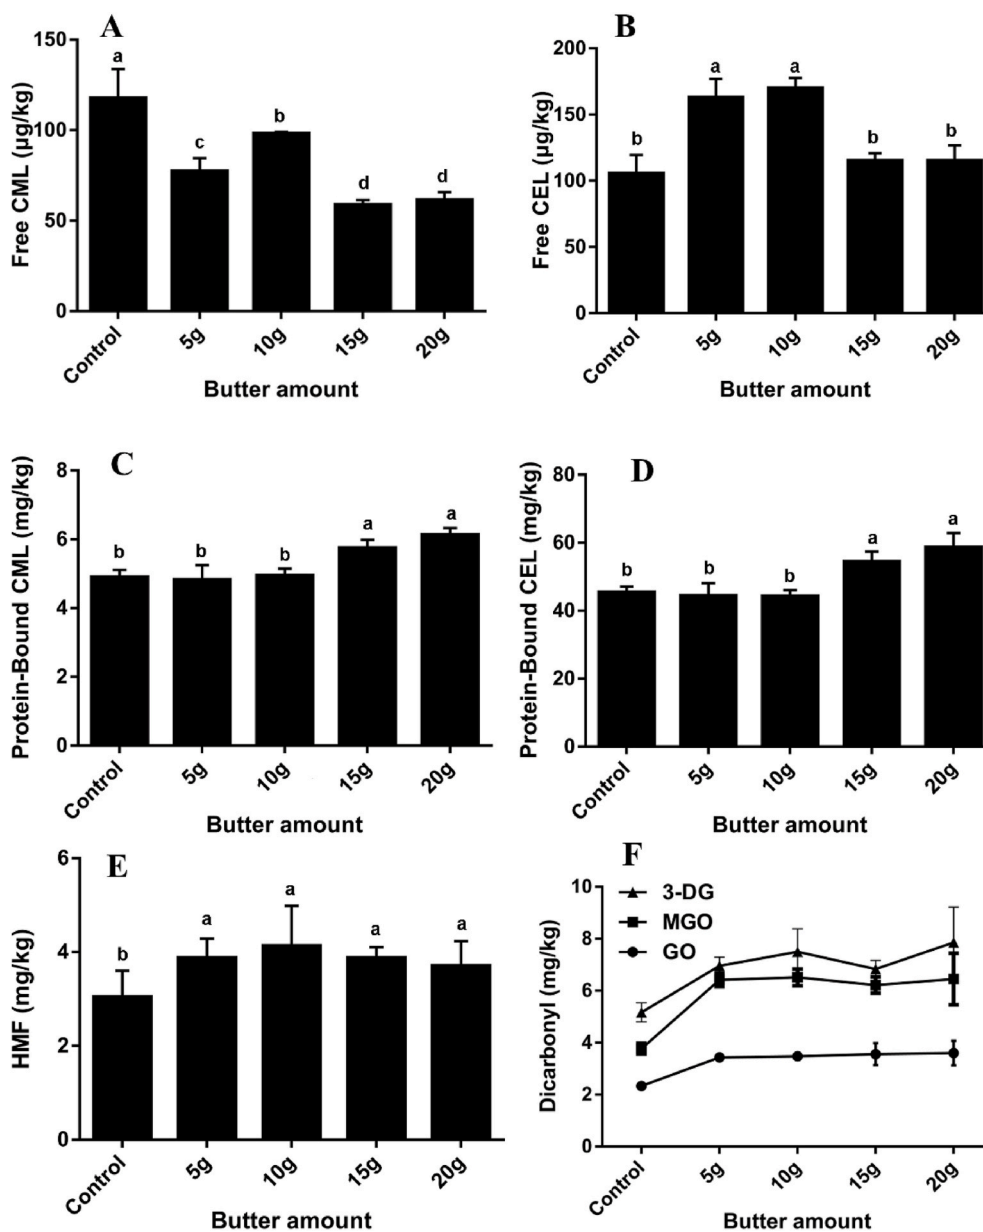 A
Free CML (µg/kg)
150
100
50
0
a
c
b
d
d
Control
5g
10g
15g
20g
Butter amount
B
Free CEL (µg/kg)
200
150
100
50
0
b
a
a
b
b
Control
5g
10g
15g
20g
Butter amount
C
Protein-Bound CML (mg/kg)
8
6
4
2
0
b
b
b
a
a
Control
5g
10g
15g
20g
Butter amount
D
Protein-Bound CEL (mg/kg)
80
60
40
20
0
b
b
b
a
a
Control
5g
10g
15g
20g
Butter amount
E
HMF (mg/kg)
6
4
2
0
b
a
a
a
a
Control
5g
10g
15g
20g
Butter amount
F
Dicarbonyl (mg/kg)
10
8
6
4
2
0
3-DG
MGO
GO
Control
5g
10g
15g
20g
Butter amount